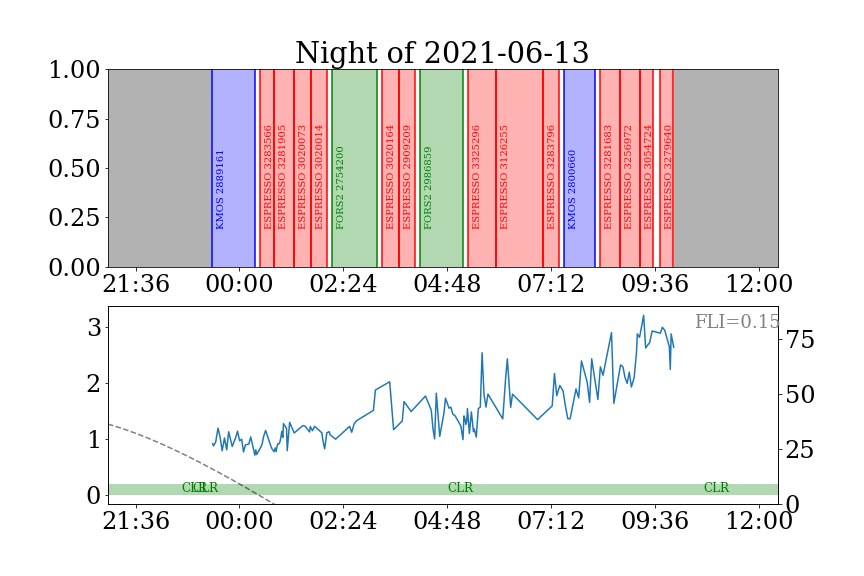 Night of 2021-06-13
1.00
0.75
0.50
0.25
0.00
KMOS 2889161
ESPRESSO 3283566
ESPRESSO 3281905
ESPRESSO 3020073
ESPRESSO 3020014
FORS2 2754200
ESPRESSO 3020164
ESPRESSO 2909209
FORS2 2986859
ESPRESSO 3325296
ESPRESSO 3126255
ESPRESSO 3283796
KMOS 2800660
ESPRESSO 3281683
ESPRESSO 3256972
ESPRESSO 3054724
ESPRESSO 3279640
21:36 00:00 02:24 04:48 07:12 09:36 12:00
FLI=0.15
3
2
1
0
75
50
25
0
CLR CLR CLR CLR
21:36 00:00 02:24 04:48 07:12 09:36 12:00